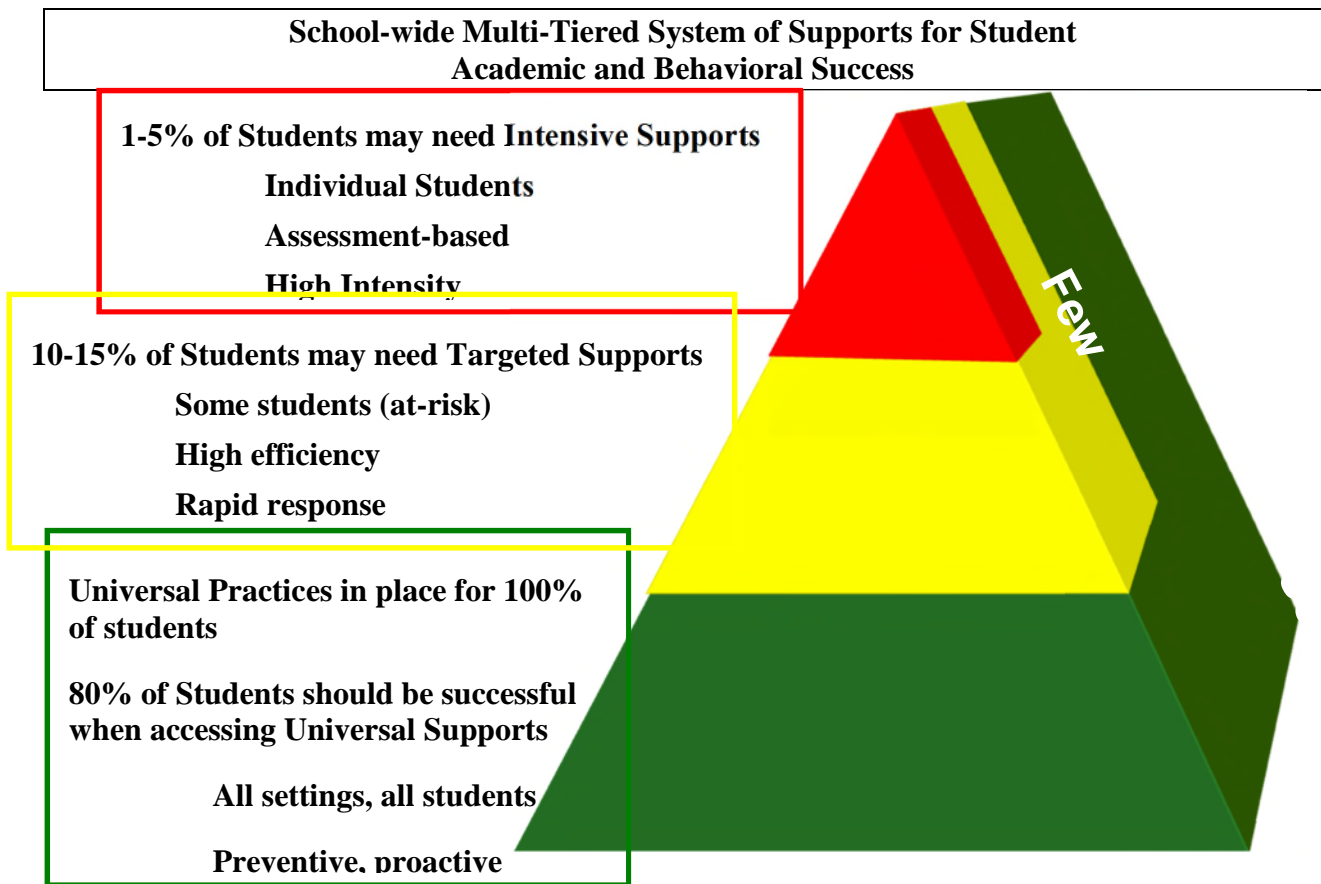 School-wide Multi-Tiered System of Supports for Student
Academic and Behavioral Success
1-5% of Students may need Intensive Supports
Individual Students
Assessment-based
High Intensity
Few
10-15% of Students may need Targeted Supports
Some students (at-risk)
High efficiency
Rapid response
Universal Practices in place for 100%
of students
80% of Students should be successful
when accessing Universal Supports
All settings, all students
Preventive, proactive